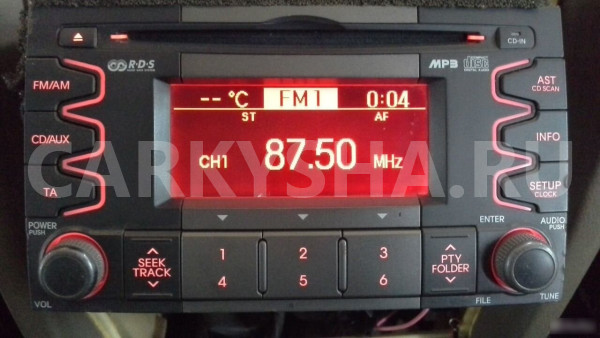 R·D·S
MP3
CD-IN
FM/AM
CD/AUX
TA
-- °C FM1 0:04
ST AF
CH1 87.50 MHz
AST
CD SCAN
INFO
SETUP
CLOCK
CARKYSHA.RU
POWER
PUSH
VOL
SEEK
TRACK
1 2 3
4 5 6
PTY
FOLDER
ENTER
FILE
AUDIO
PUSH
TUNE